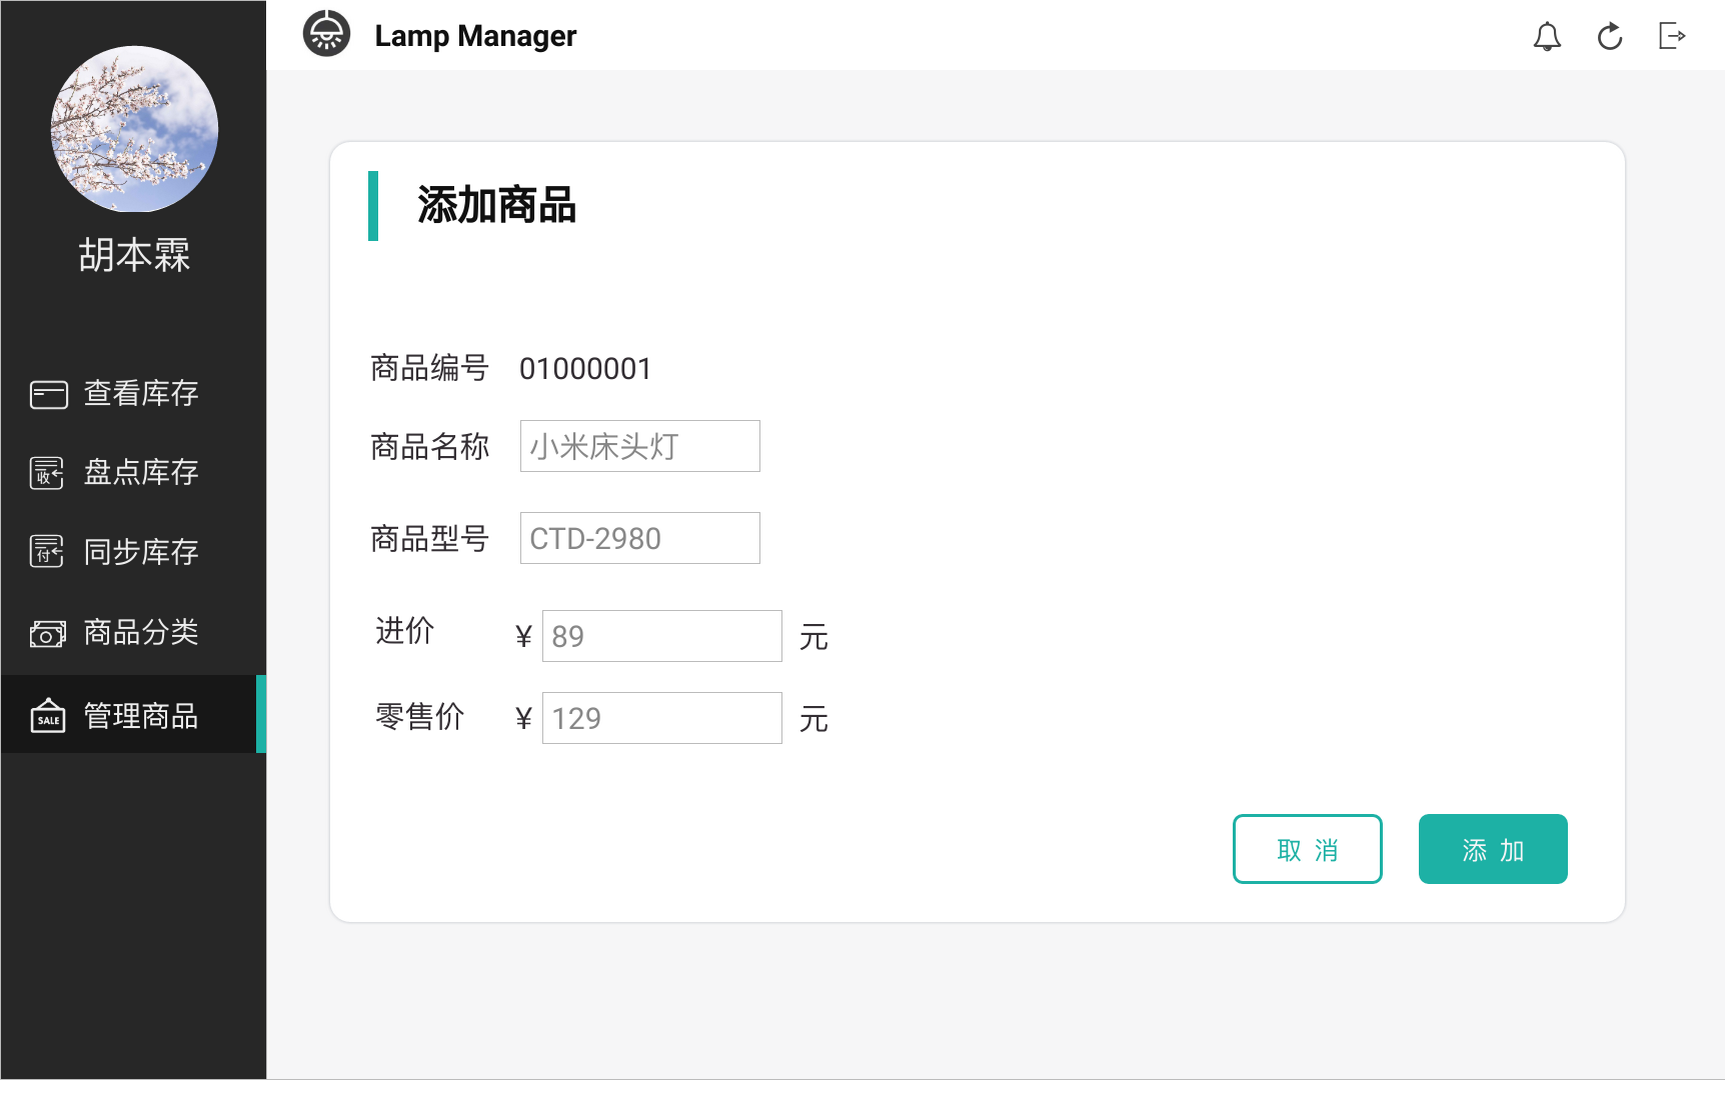 Lamp Manager
胡本霖
查看库存
收
盘点库存
付
同步库存
商品分类
SALE
管理商品
添加商品
商品编号 01000001
商品名称 小米床头灯
商品型号 CTD-2980
进价 ¥ 89 元
零售价 ¥ 129 元
取 消
添 加